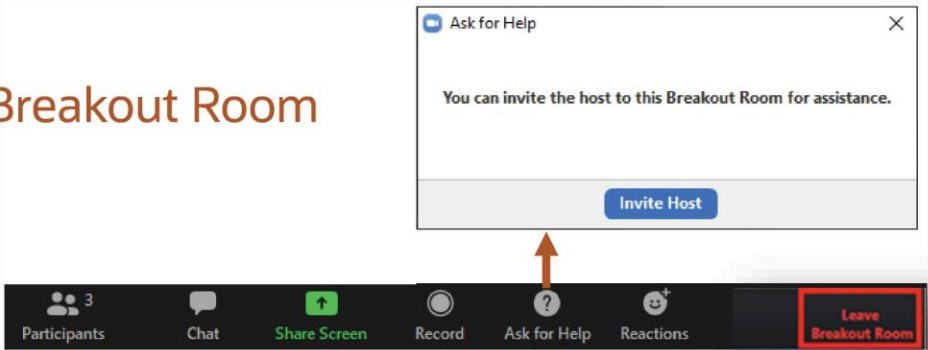 Ask for Help
Breakout Room
You can invite the host to this Breakout Room for assistance.
Invite Host
3
Participants
Chat
Share Screen
Record
?
Ask for Help
Reactions
Leave
Breakout Room